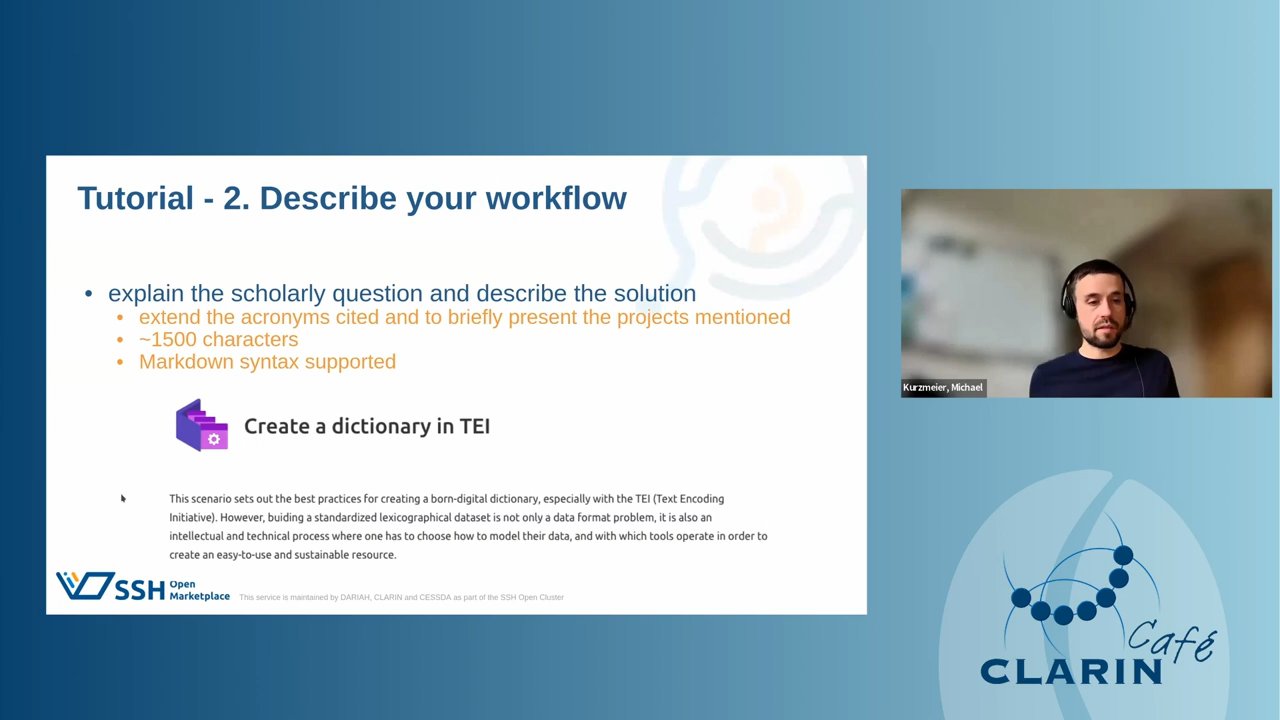 Tutorial - 2. Describe your workflow
• explain the scholarly question and describe the solution
• extend the acronyms cited and to briefly present the projects mentioned
• ~1500 characters
• Markdown syntax supported
Create a dictionary in TEI
This scenario sets out the best practices for creating a born-digital dictionary, especially with the TEI (Text Encoding
Initiative). However, buiding a standardized lexicographical dataset is not only a data format problem, it is also an
intellectual and technical process where one has to choose how to model their data, and with which tools operate in order to
create an easy-to-use and sustainable resource.
SSH Open
Marketplace
This service is maintained by DARIAH, CLARIN and CESSDA as part of the SSH Open Cluster
Kurzmeier, Michael
Café
CLARIN